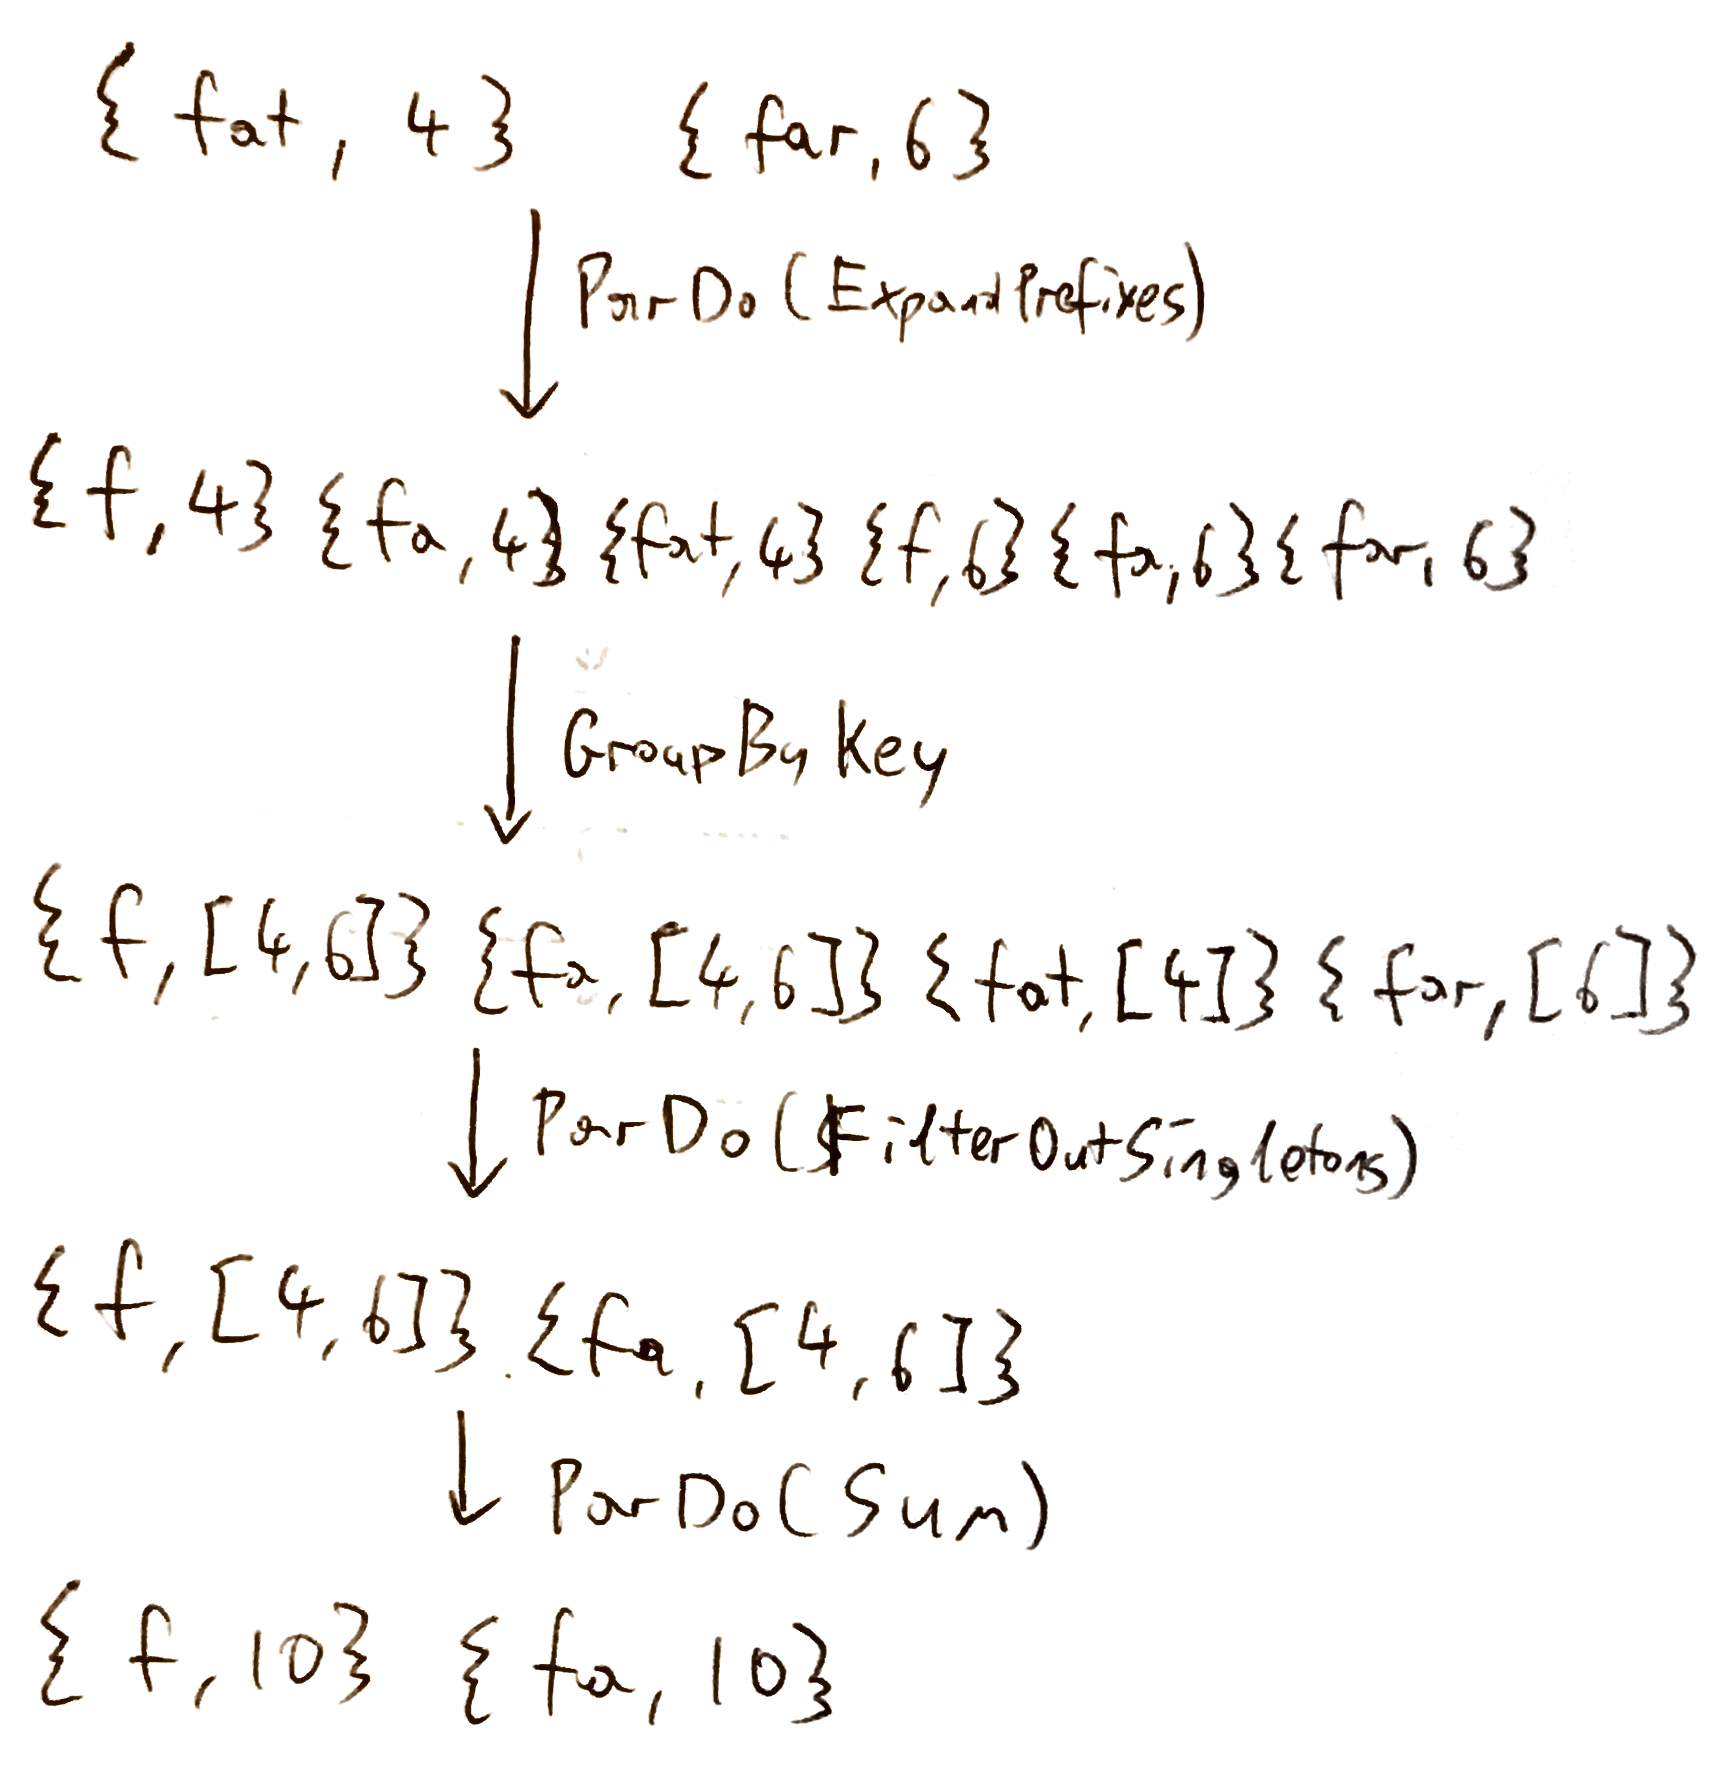 { fat, 4 } { far, 6 }
ParDo (ExpandPrefixes)
{ f, 4 } { fa, 4 } { fat, 4 } { f, 6 } { fa, 6 } { far, 6 }
GroupByKey
{ f, [4, 6] } { fa, [4, 6] } { fat, [4] } { far, [6] }
ParDo (FilterOutSingletons)
{ f, [4, 6] } { fa, [4, 6] }
ParDo (Sum)
{ f, 10 } { fa, 10 }